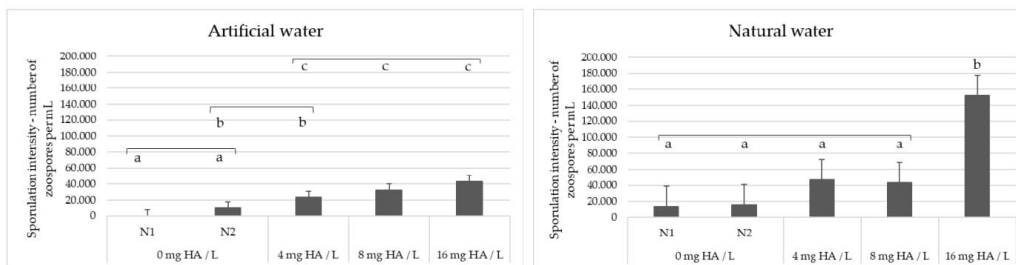 Artificial water
Sporulation intensity - number of
zoospores per mL
200.000
180.000
160.000
140.000
120.000
100.000
80.000
60.000
40.000
20.000
0
c c c
b b
a a
N1 N2
0 mg HA / L 4 mg HA / L 8 mg HA / L 16 mg HA / L
Natural water
Sporulation intensity - number of
zoospores per mL
200.000
180.000
160.000
140.000
120.000
100.000
80.000
60.000
40.000
20.000
0
b
a a a a
N1 N2
0 mg HA / L 4 mg HA / L 8 mg HA / L 16 mg HA / L